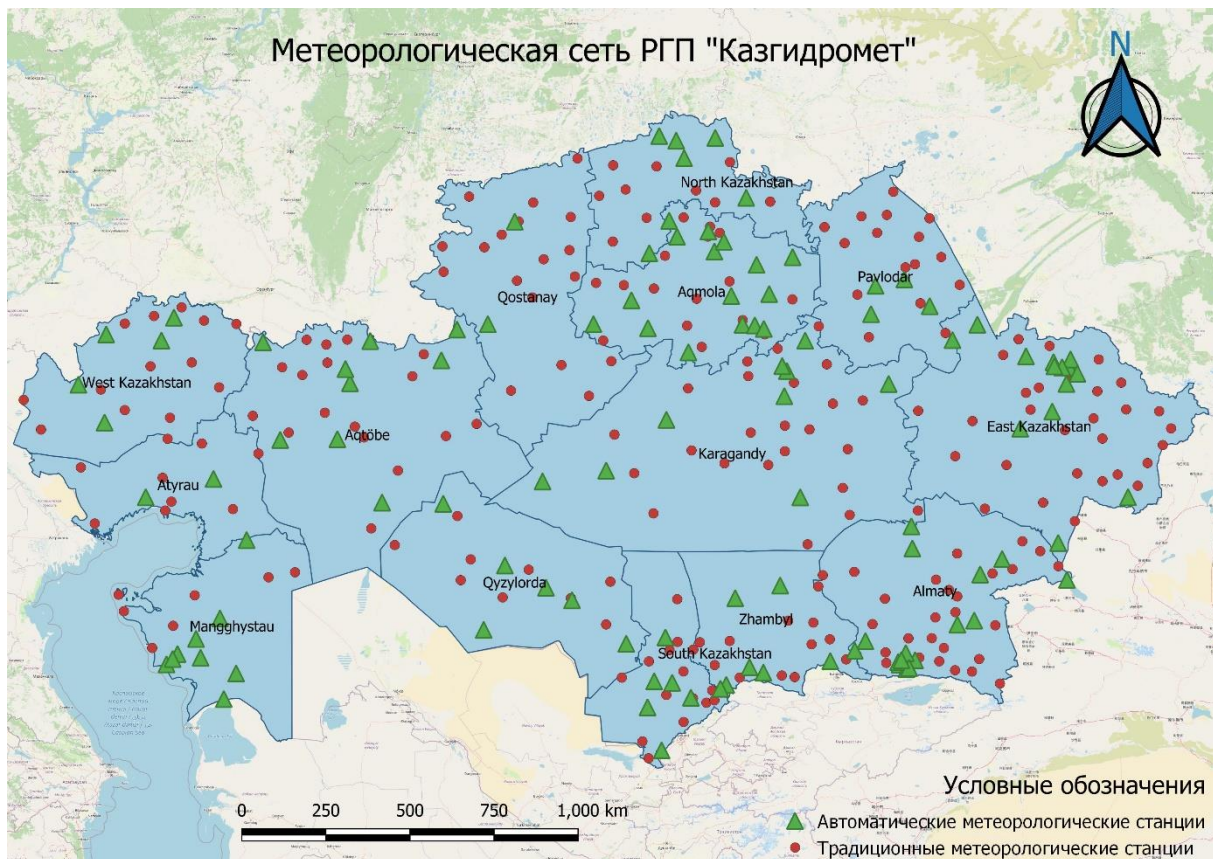 Метеорологическая сеть РГП "Казгидромет"
N
North Kazakhstan
Pavlodar
Qostanay
Aqmola
West Kazakhstan
East Kazakhstan
Aqtöbe
Karagandy
Atyrau
Qyzylorda
Almaty
Zhambyl
Mangghystau
South Kazakhstan
Условные обозначения
0 250 500 750 1,000 km
Автоматические метеорологические станции
Традиционные метеорологические станции